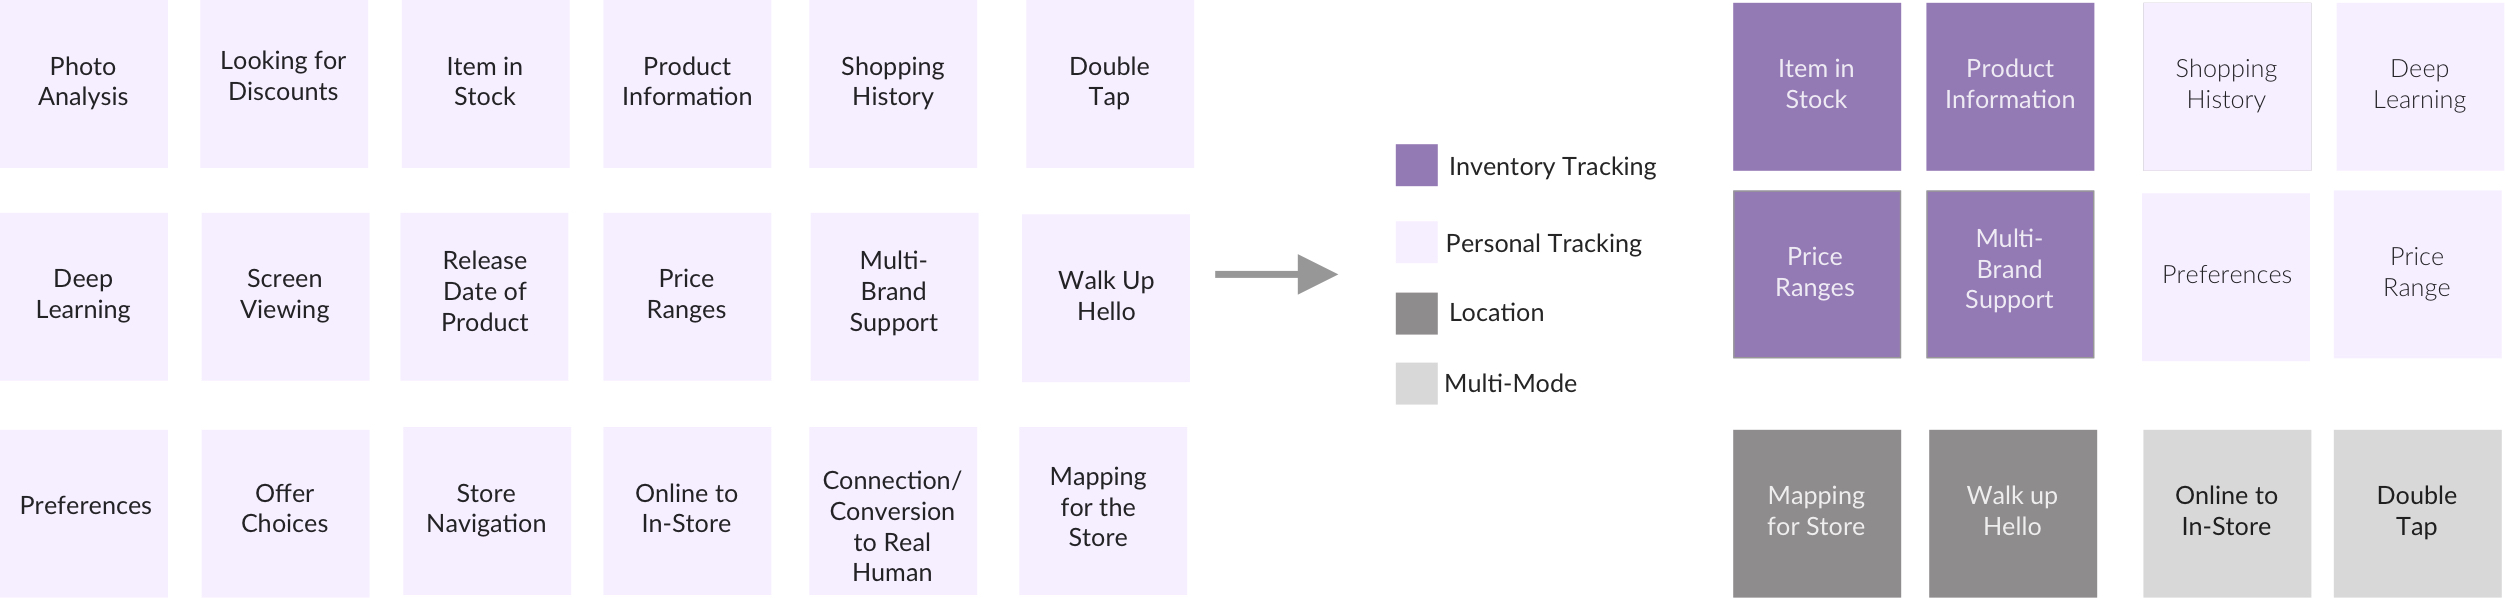 Photo
Analysis
Looking for
Discounts
Item in
Stock
Product
Information
Shopping
History
Double
Tap
Deep
Learning
Screen
Viewing
Release
Date of
Product
Price
Ranges
Multi-
Brand
Support
Walk Up
Hello
Preferences
Offer
Choices
Store
Navigation
Online to
In-Store
Connection/
Conversion
to Real
Human
Mapping
for the
Store
Inventory Tracking
Personal Tracking
Location
Multi-Mode
Item in
Stock
Product
Information
Shopping
History
Deep
Learning
Price
Ranges
Multi-
Brand
Support
Preferences
Price
Range
Mapping
for Store
Walk up
Hello
Online to
In-Store
Double
Tap